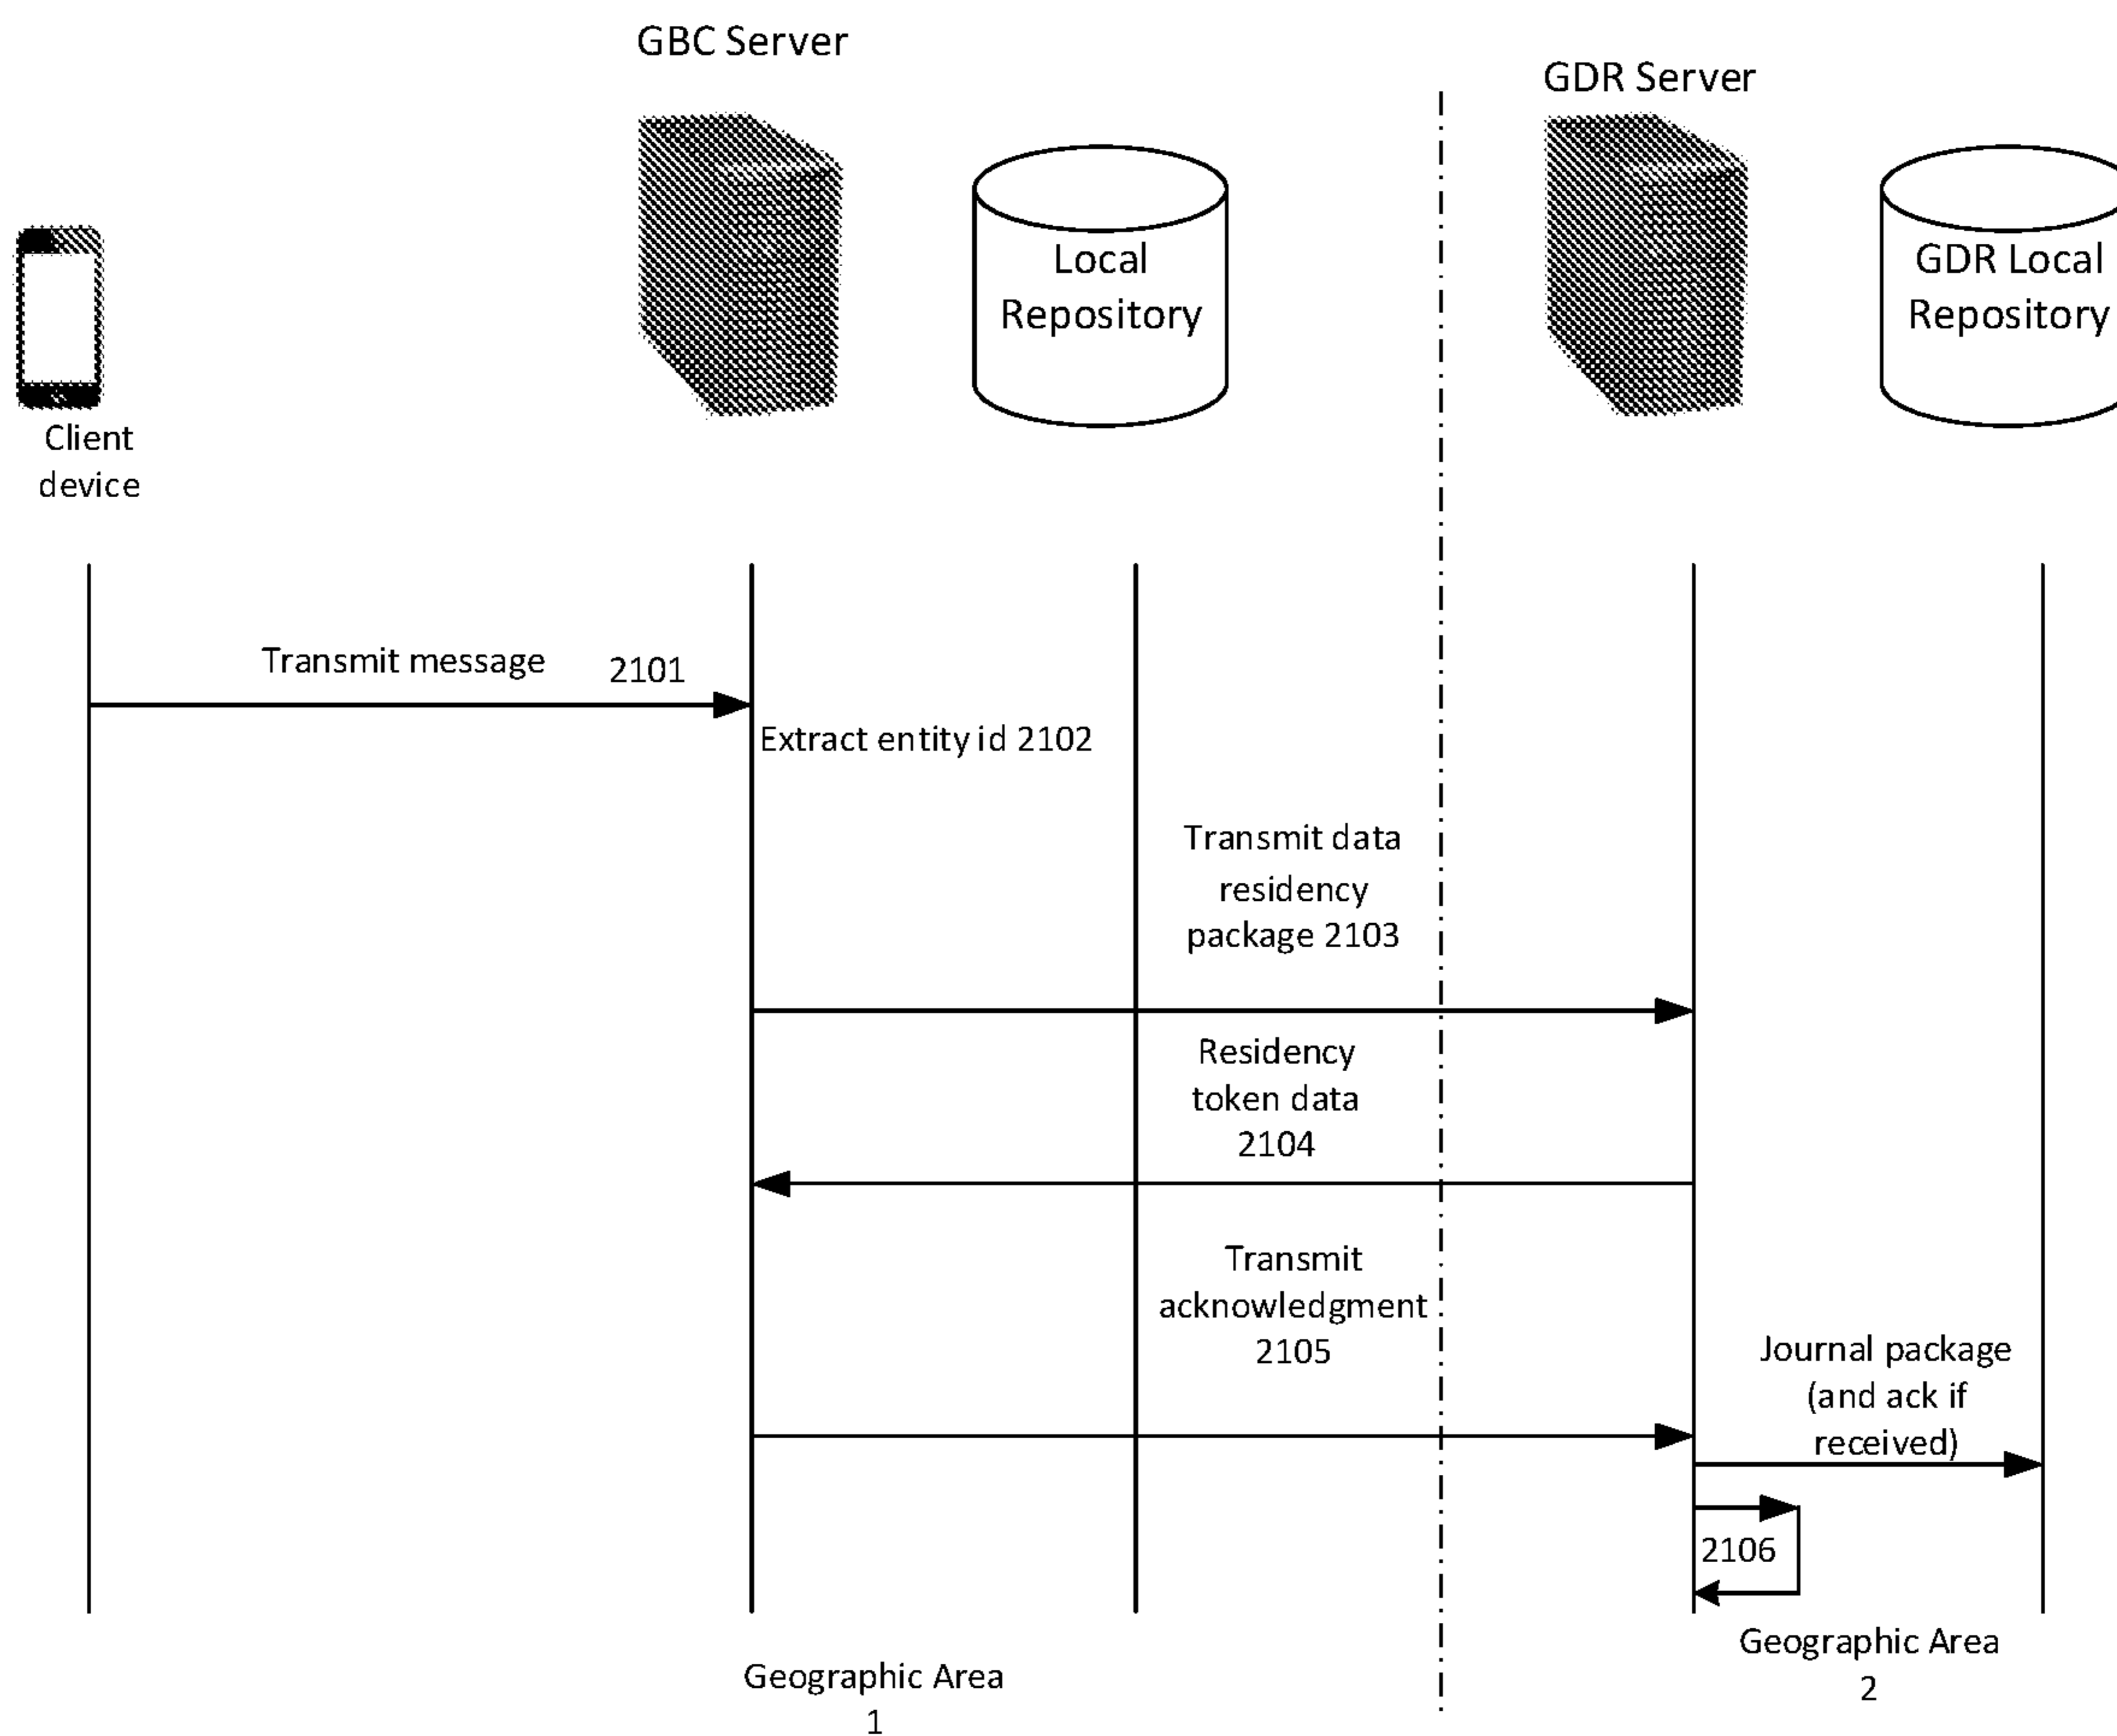 GBC Server
GDR Server
Local
Repository
GDR Local
Repository
Client
device
Transmit message 2101
Extract entity id 2102
Transmit data
residency
package 2103
Residency
token data
2104
Transmit
acknowledgment
2105
Journal package
(and ack if
received)
2106
Geographic Area
1
Geographic Area
2